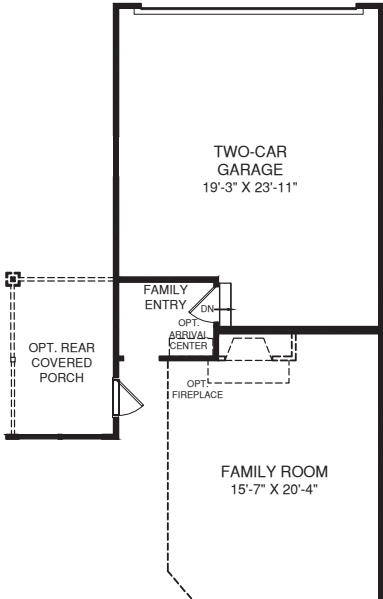 TWO-CAR
GARAGE
19'-3" X 23'-11"
FAMILY
ENTRY
DN
OPT.
ARRIVAL
CENTER
OPT. REAR
COVERED
PORCH
OPT.
FIREPLACE
FAMILY ROOM
15'-7" X 20'-4"